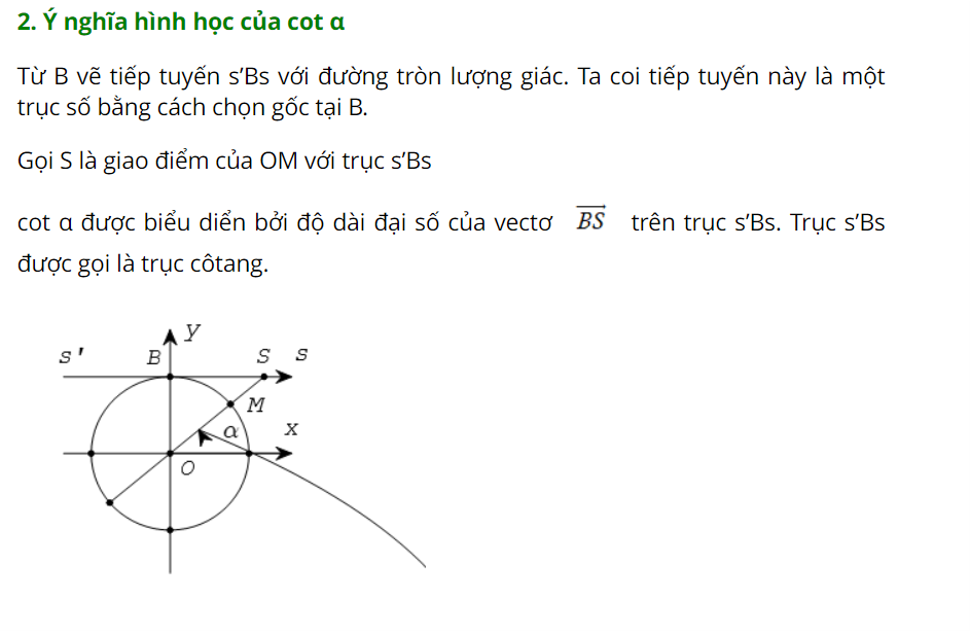 2. Ý nghĩa hình học của cot α
Từ B vẽ tiếp tuyến s’Bs với đường tròn lượng giác. Ta coi tiếp tuyến này là một
trục số bằng cách chọn gốc tại B.
Gọi S là giao điểm của OM với trục s’Bs
cot α được biểu diển bởi độ dài đại số của vectơ BS trên trục s’Bs. Trục s’Bs
được gọi là trục côtang.
y
s' B S s
M
α x
O